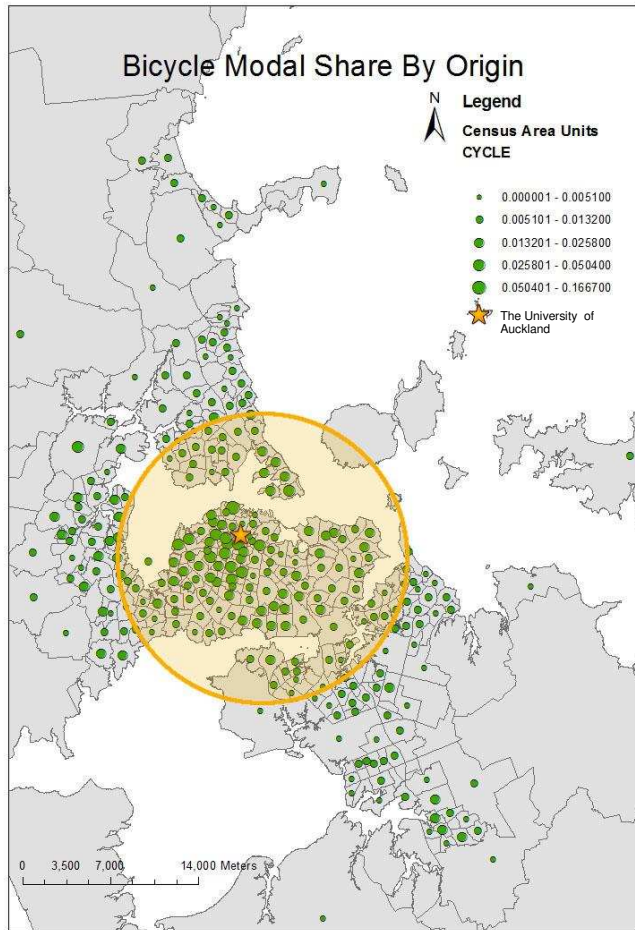 Bicycle Modal Share By Origin
N
Legend
Census Area Units
CYCLE
0.000001 - 0.005100
0.005101 - 0.013200
0.013201 - 0.025800
0.025801 - 0.050400
0.050401 - 0.166700
The University of
Auckland
0 3,500 7,000 14,000 Meters